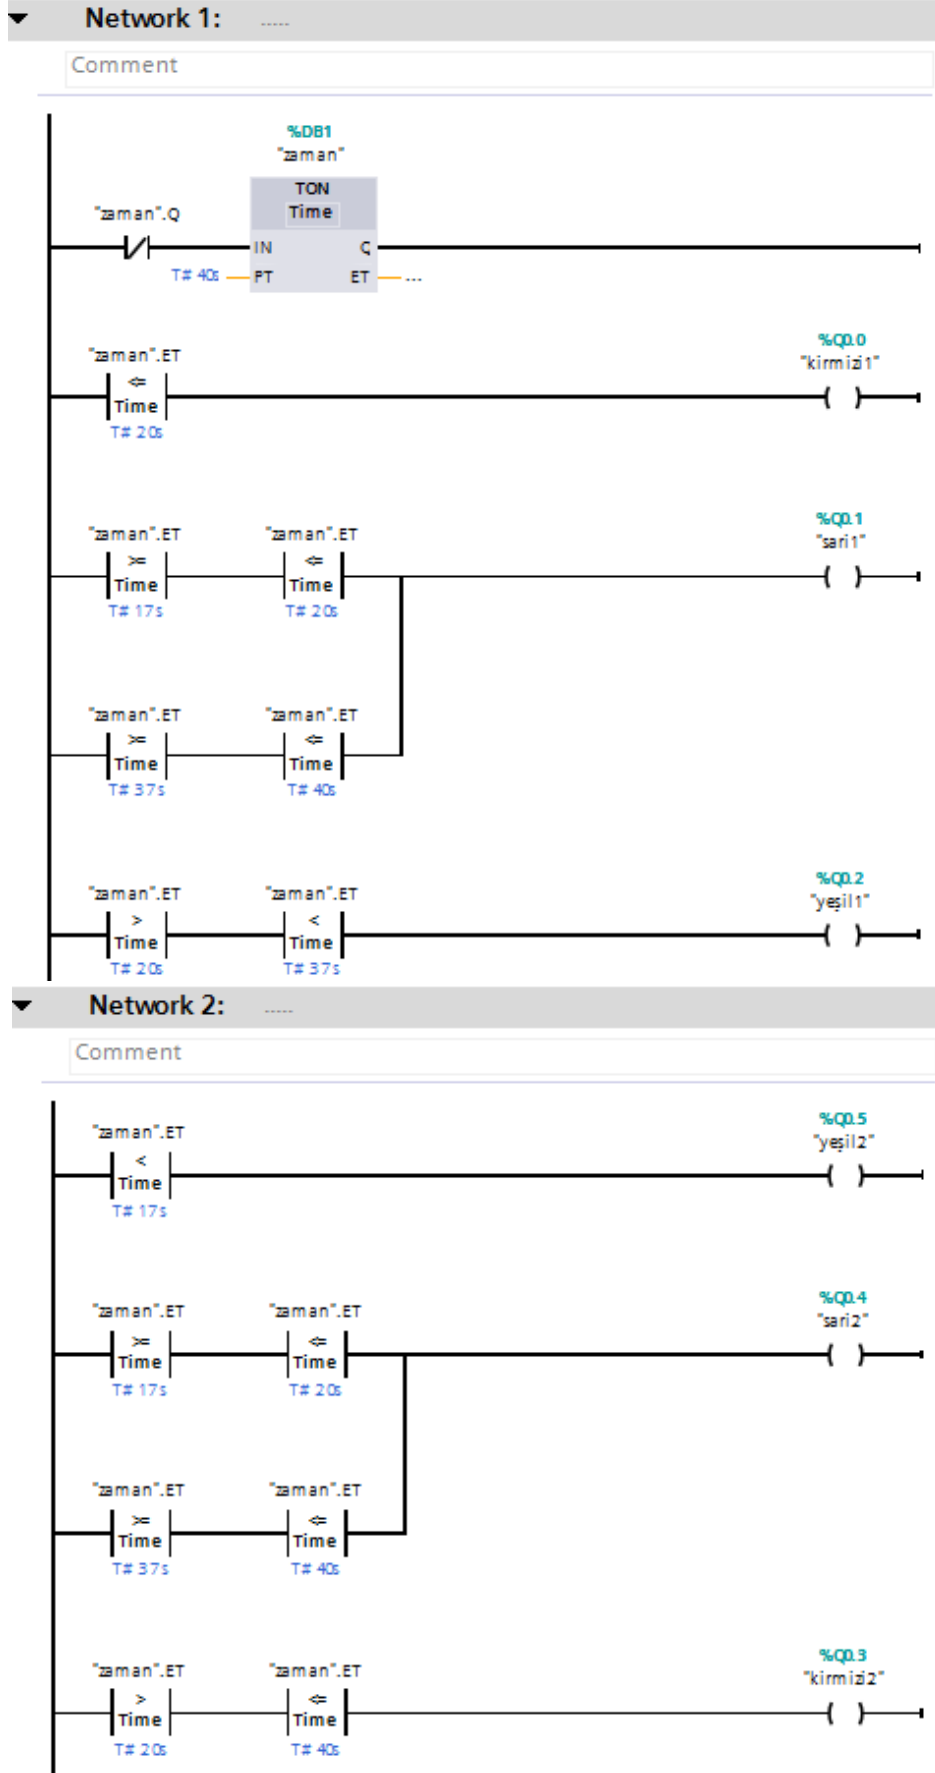 Network 1: .....
Comment
%DB1
"zaman"
TON
Time
"zaman".Q
IN Q
T# 40s PT ET ...
"zaman".ET
<=
Time
T# 20s
%Q0.0
"kirmizi1"
"zaman".ET "zaman".ET
>= <=
Time Time
T# 17s T# 20s
%Q0.1
"sari1"
"zaman".ET "zaman".ET
>= <=
Time Time
T# 37s T# 40s
"zaman".ET "zaman".ET
> <
Time Time
T# 20s T# 37s
%Q0.2
"yeşil1"
Network 2: .....
Comment
"zaman".ET
<
Time
T# 17s
%Q0.5
"yeşil2"
"zaman".ET "zaman".ET
>= <=
Time Time
T# 17s T# 20s
%Q0.4
"sari2"
"zaman".ET "zaman".ET
>= <=
Time Time
T# 37s T# 40s
"zaman".ET "zaman".ET
> <=
Time Time
T# 20s T# 40s
%Q0.3
"kirmizi2"